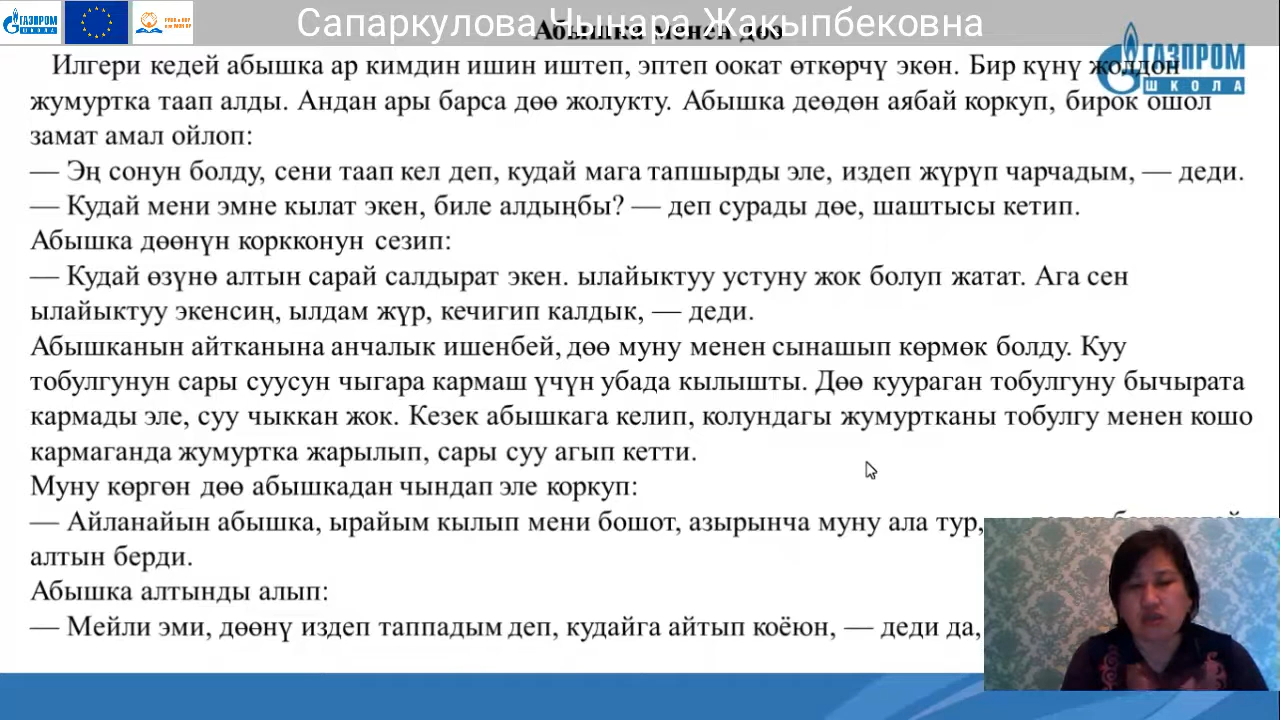 Сапаркулова Чынара Жакыпбековна
Абышка менен дөө
ГАЗПРОМ
ШКОЛА
ГАЗПРОМ
ШКОЛА
Илгери кедей абышка ар кимдин ишин иштеп, эптеп оокат өткөрчү экөн. Бир күнү жолдон
жумуртка таап алды. Андан ары барса дөө жолукту. Абышка деөдөн аябай коркуп, бирок ошол
замат амал ойлоп:
— Эң сонун болду, сени таап кел деп, кудай мага тапшырды эле, издеп жүрүп чарчадым, — деди.
— Кудай мени эмне кылат экен, биле алдыңбы? — деп сурады дөе, шаштысы кетип.
Абышка дөөнүн коркконун сезип:
— Кудай өзүнө алтын сарай салдырат экен. ылайыктуу устуну жок болуп жатат. Ага сен
ылайыктуу экенсиң, ылдам жүр, кечигип калдык, — деди.
Абышканын айтканына анчалык ишенбей, дөө муну менен сынашып көрмөк болду. Куу
тобулгунун сары суусун чыгара кармаш үчүн убада кылышты. Дөө куураган тобулгуну бычырата
кармады эле, суу чыккан жок. Кезек абышкага келип, колундагы жумуртканы тобулгу менен кошо
кармаганда жумуртка жарылып, сары суу агып кетти.
Муну көргөн дөө абышкадан чындап эле коркуп:
— Айланайын абышка, ырайым кылып мени бошот, азырынча муну ала тур,
алтын берди.
Абышка алтынды алып:
— Мейли эми, дөөнү издеп таппадым деп, кудайга айтып коёюн, — деди да,